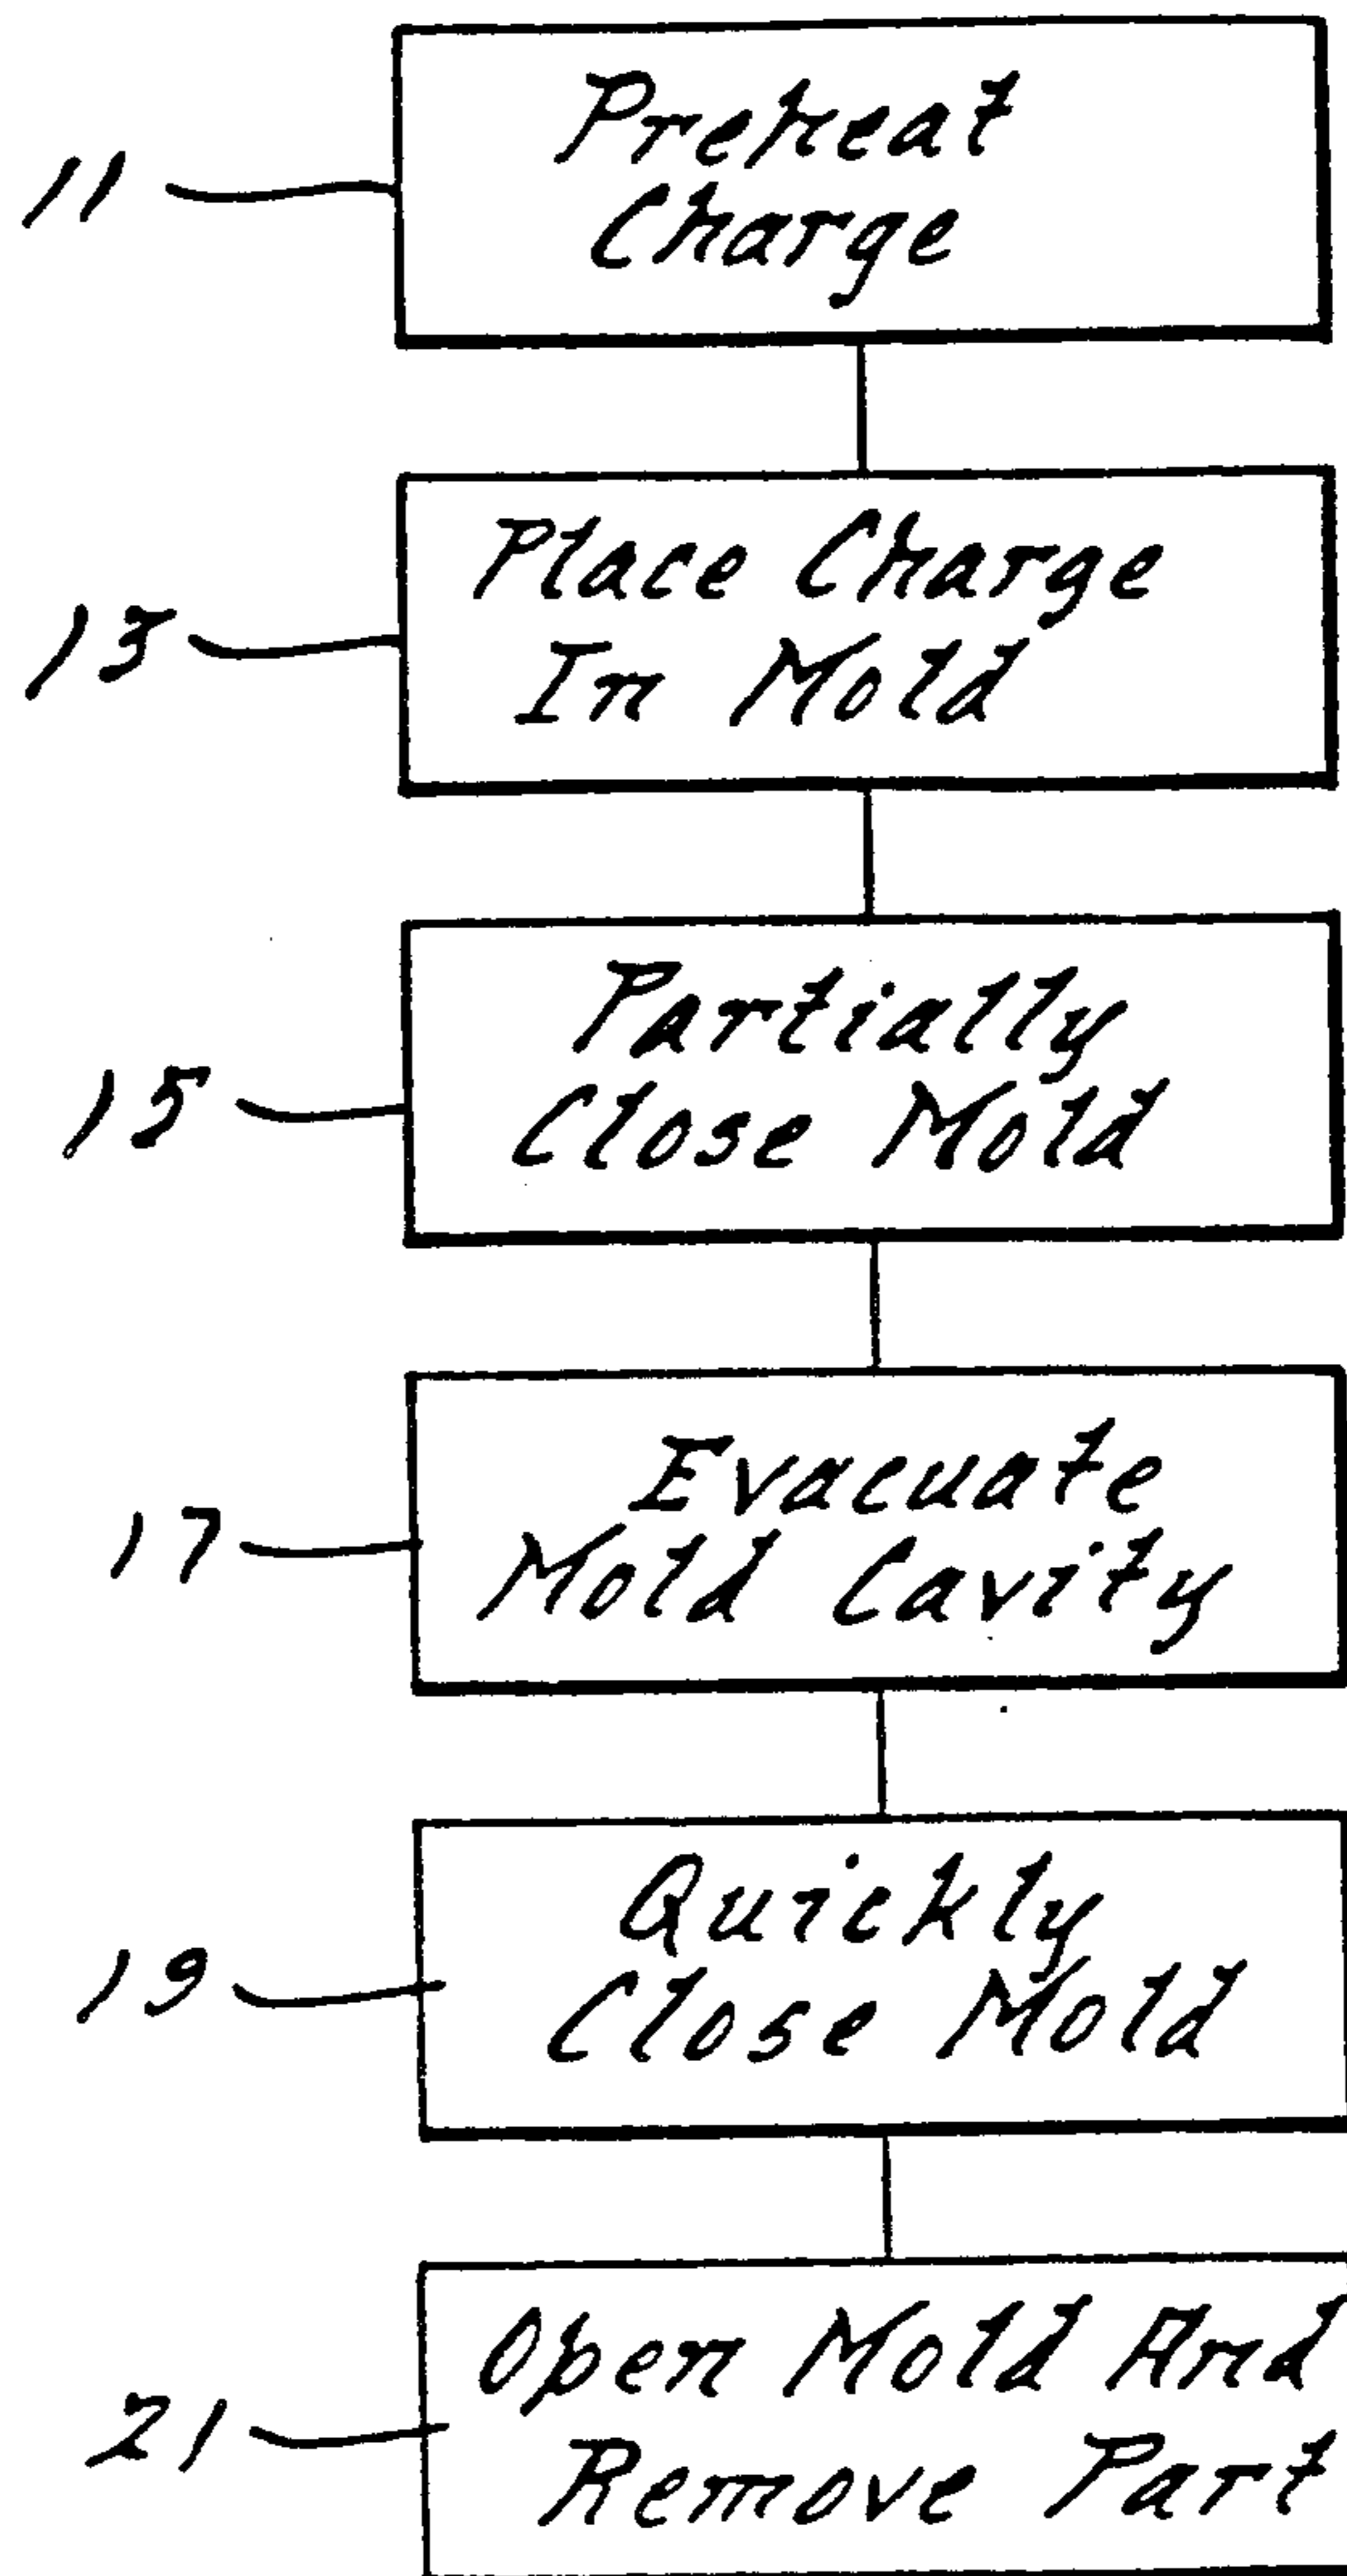 11
Preheat
Charge
13
Place Charge
In Mold
15
Partially
Close Mold
17
Evacuate
Mold Cavity
19
Quickly
Close Mold
21
Open Mold And
Remove Part